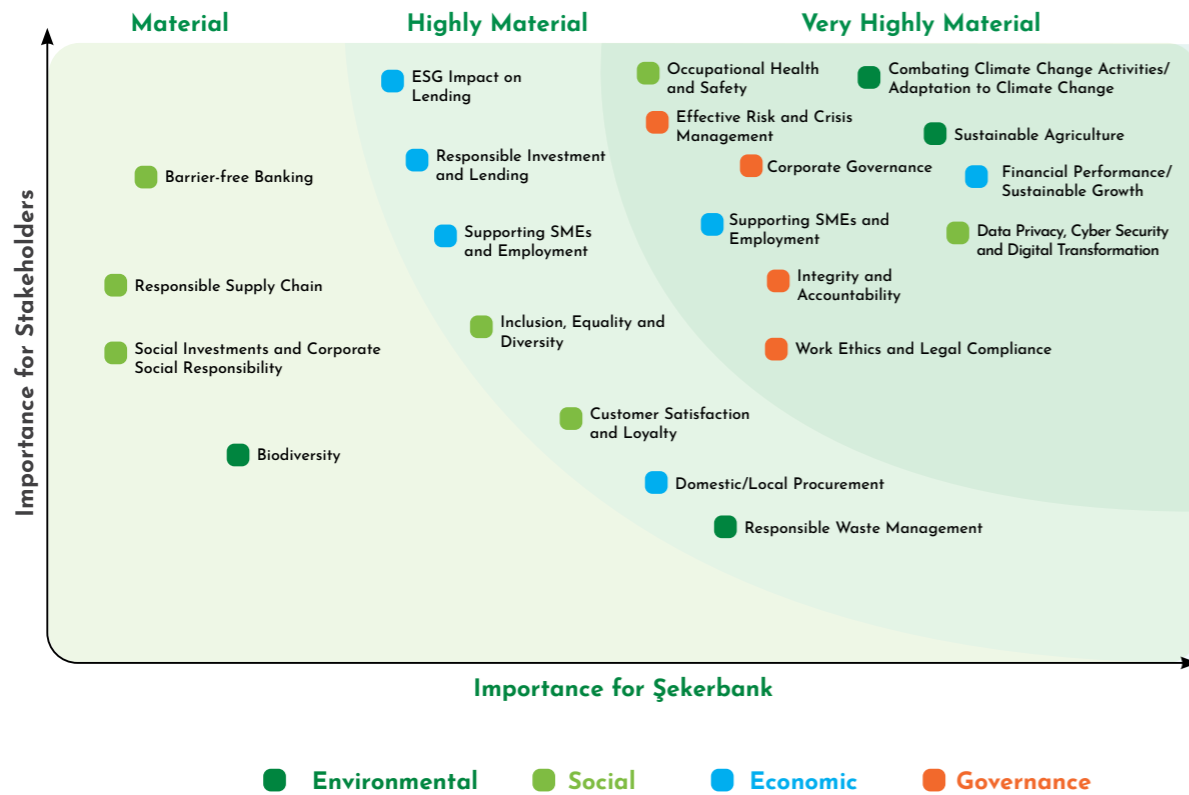 Material
Highly Material
Very Highly Material
Importance for Stakeholders
Barrier-free Banking
Responsible Supply Chain
Social Investments and Corporate
Social Responsibility
Biodiversity
ESG Impact on
Lending
Responsible Investment
and Lending
Supporting SMEs
and Employment
Inclusion, Equality and
Diversity
Customer Satisfaction
and Loyalty
Domestic/Local Procurement
Responsible Waste Management
Occupational Health
and Safety
Effective Risk and Crisis
Management
Corporate Governance
Supporting SMEs and
Employment
Integrity and
Accountability
Work Ethics and Legal Compliance
Combating Climate Change Activities/
Adaptation to Climate Change
Sustainable Agriculture
Financial Performance/
Sustainable Growth
Data Privacy, Cyber Security
and Digital Transformation
Importance for Şekerbank
Environmental
Social
Economic
Governance